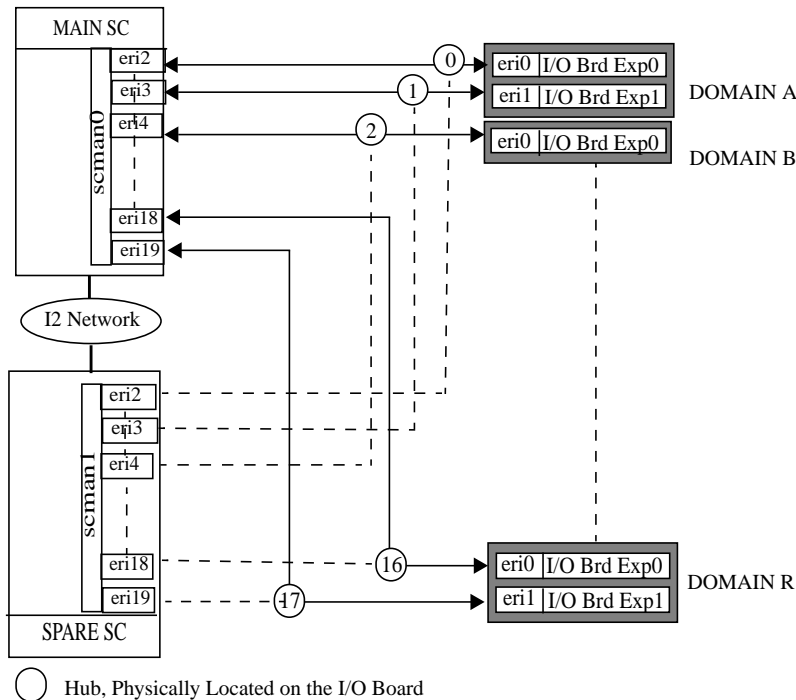 MAIN SC
scman0
eri2
eri3
eri4
eri18
eri19
0
1
2
eri0 I/O Brd Exp0
eri1 I/O Brd Exp1
DOMAIN A
eri0 I/O Brd Exp0
DOMAIN B
I2 Network
scman1
eri2
eri3
eri4
eri18
eri19
SPARE SC
16
17
eri0 I/O Brd Exp0
eri1 I/O Brd Exp1
DOMAIN R
Hub, Physically Located on the I/O Board